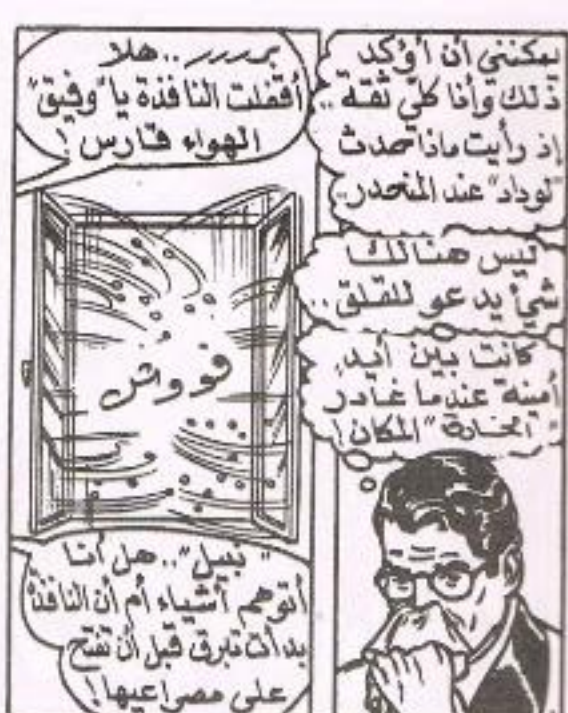 يمكنني أن أؤكد
ذلك وأنا كلي ثقة ..
إذ رأيت ماذا حدث
"لوداد" عند المنحدر ..
ليس هنالك
شيء يدعو للقلق ..
كانت بين أيد
أمينة عندما غادر
"الخارق" المكان !
بررررر .. هلا
أقفلت النافذة يا "وفيق"
الهواء قارس !
فووش
"نبيل" .. هل أنا
أتوهم أشياء أم أن النافذة
بدأت تبرق قبل أن تفتح
على مصراعيها !